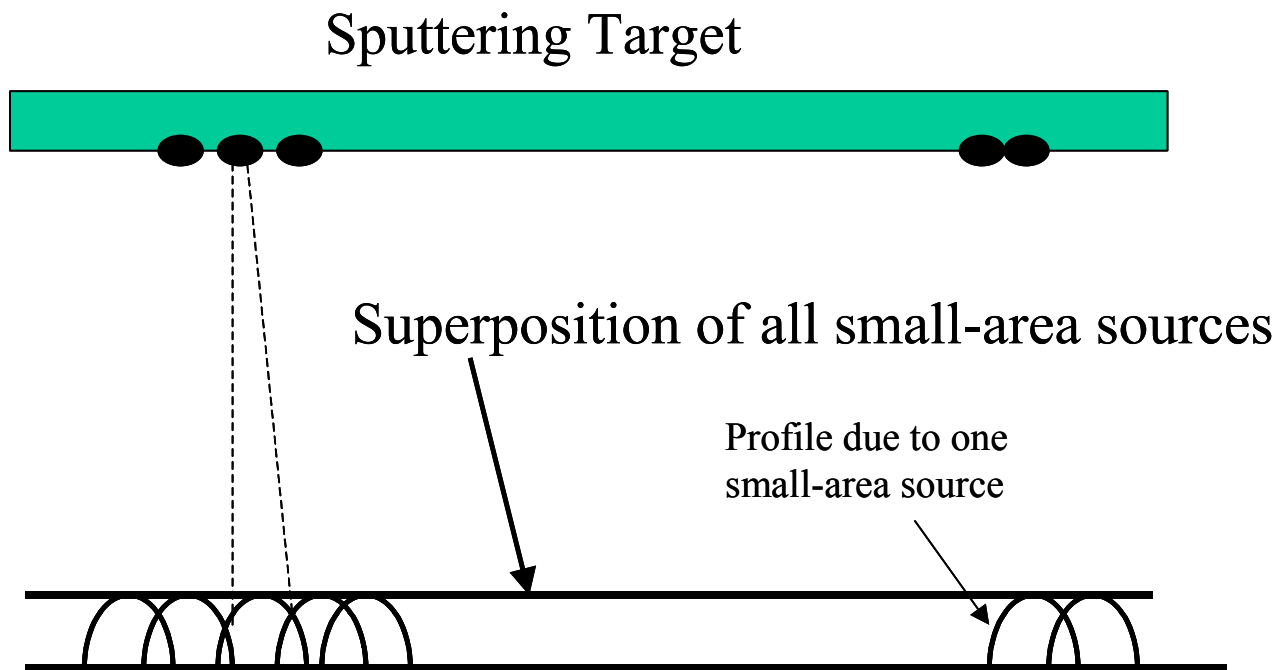 Sputtering Target
Superposition of all small-area sources
Profile due to one
small-area source